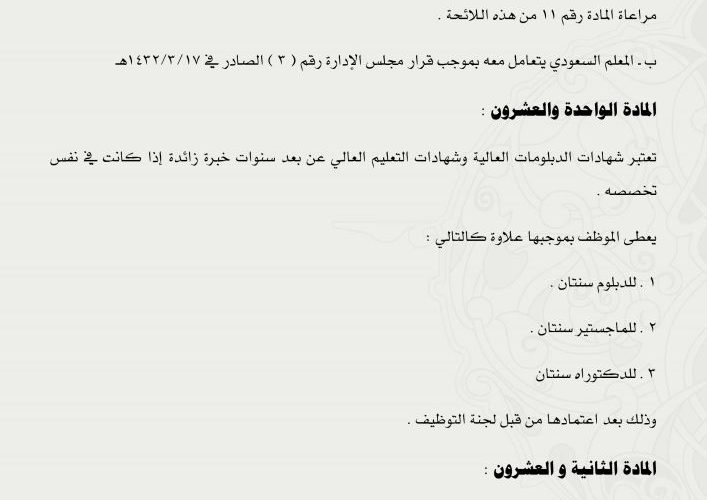 مراعاة المادة رقم ١١ من هذه اللائحة .
ب ـ المعلم السعودي يتعامل معه بموجب قرار مجلس الإدارة رقم ( ٣ ) الصادر في ١٤٣٢/٣/١٧هـ
المادة الواحدة والعشرون :
تعتبر شهادات الدبلومات العالية وشهادات التعليم العالي عن بعد سنوات خبرة زائدة إذا كانت في نفس
تخصصه .
يعطى الموظف بموجبها علاوة كالتالي :
١ . للدبلوم سنتان .
٢ . للماجستير سنتان .
٣ . للدكتوراه سنتان
وذلك بعد اعتمادها من قبل لجنة التوظيف .
المادة الثانية و العشرون :